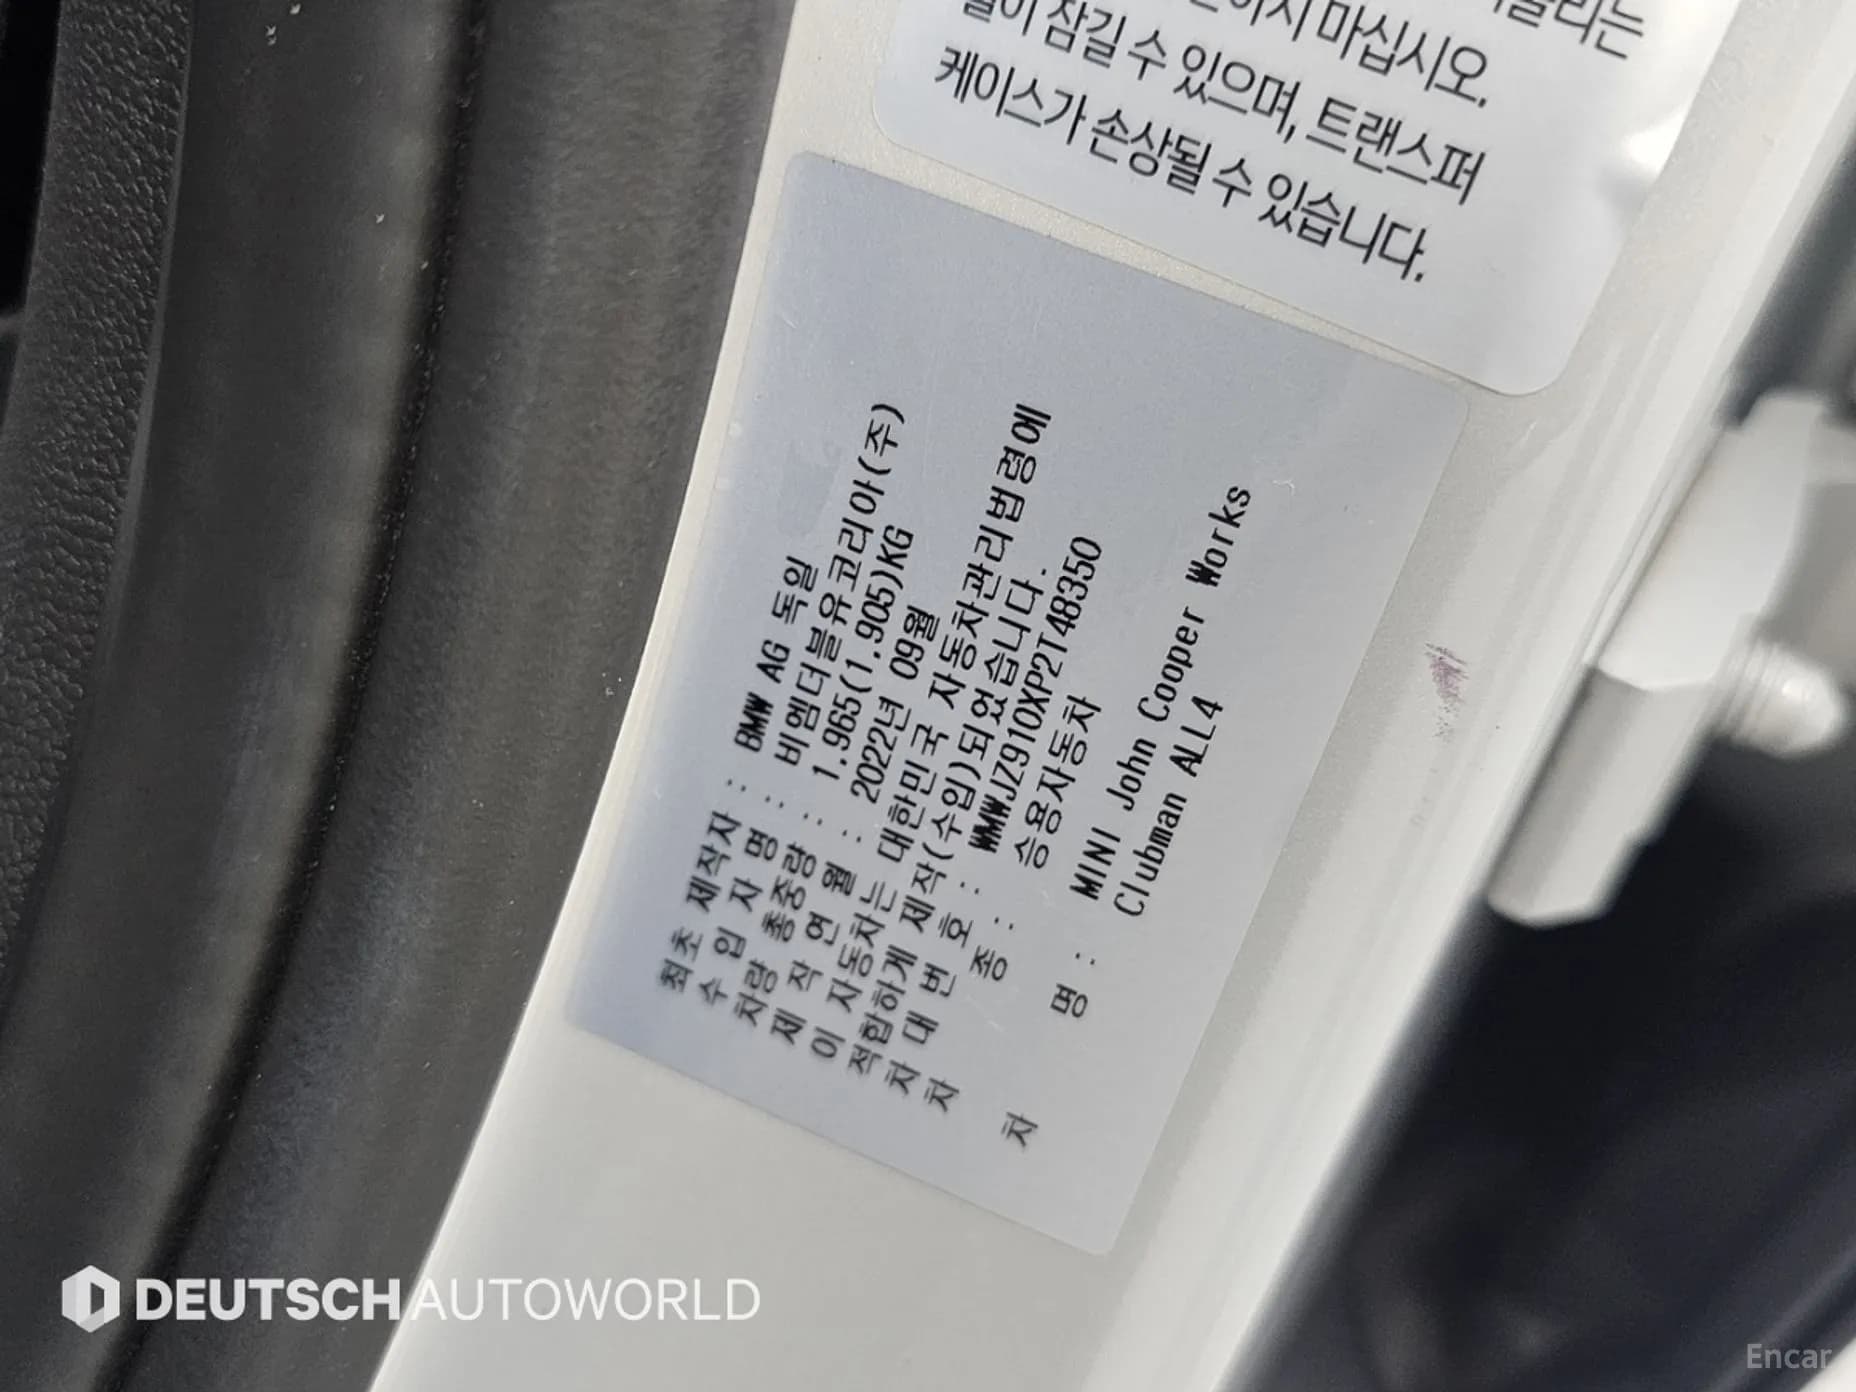 마십시오.
잠길 수 있으며, 트랜스퍼
케이스가 손상될 수 있습니다.
최초 제작자 : BMW AG 독일
수 입 자 명 : 비엠더블유코리아(주)
차량 총중량 : 1.965(1.905)KG
제 작 연 월 : 2022년 09월
이 자동차는 대한민국 자동차관리법령에
적합하게 제작(수입)되었습니다.
차 대 번 호 : WMWJZ910XP2T48350
차 종 : 승용자동차
차 명 : MINI John Cooper Works
Clubman ALL4
DEUTSCH AUTOWORLD
Encar